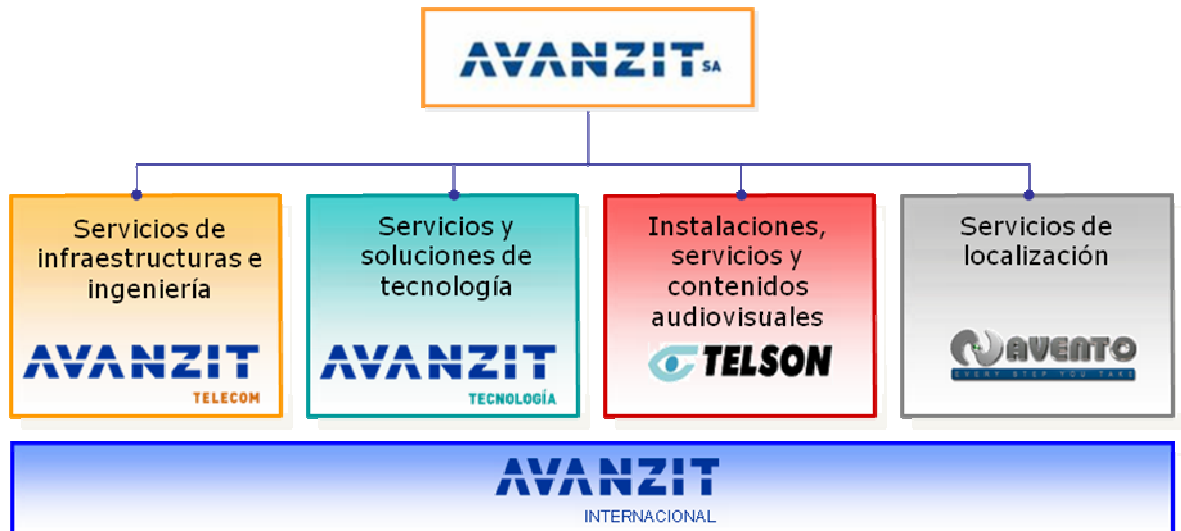 AVANZIT SA
Servicios de
infraestructuras e
ingeniería
AVANZIT
TELECOM
Servicios y
soluciones de
tecnología
AVANZIT
TECNOLOGÍA
Instalaciones,
servicios y
contenidos
audiovisuales
TELSON
Servicios de
localización
AVENTO
EVERY STEP YOU TAKE
AVANZIT
INTERNACIONAL